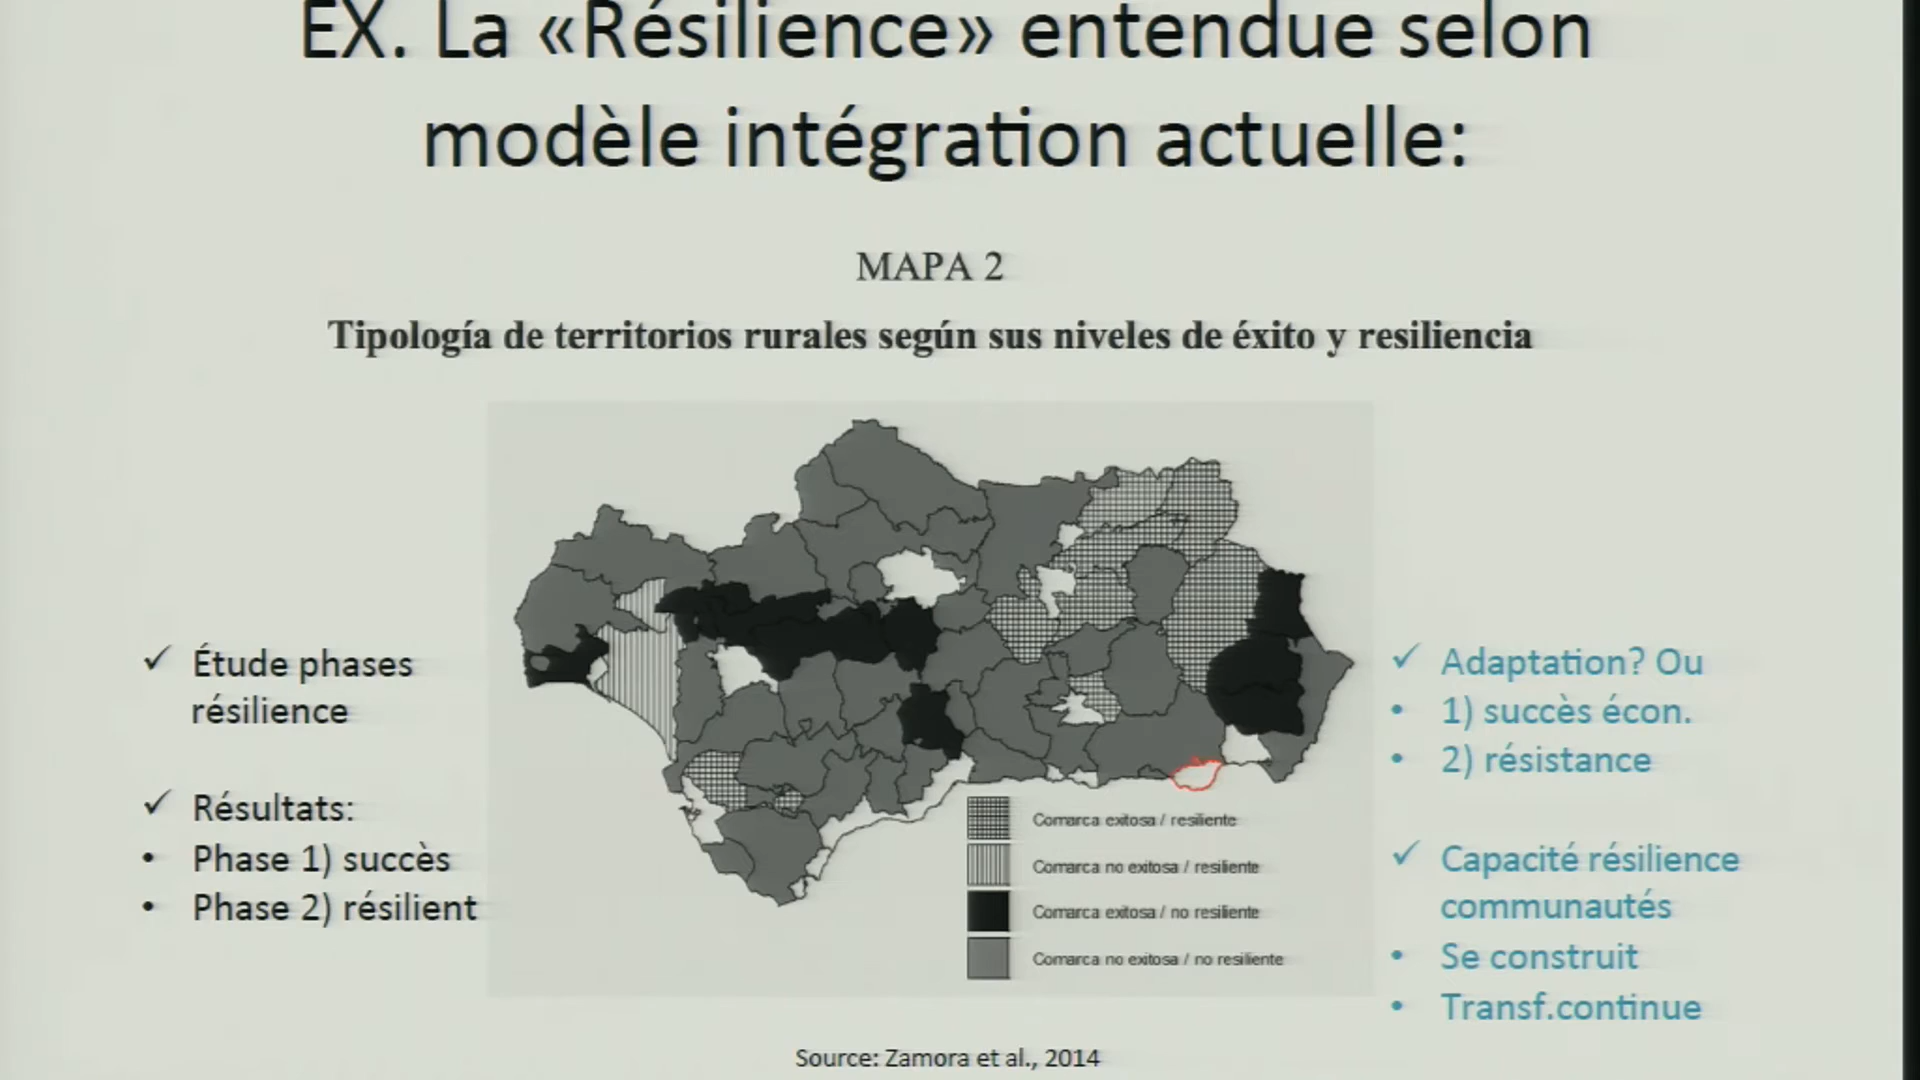 EX. La «Résilience» entendue selon
modèle intégration actuelle:
MAPA 2
Tipología de territorios rurales según sus niveles de éxito y resiliencia
✓ Étude phases
résilience
✓ Résultats:
• Phase 1) succès
• Phase 2) résilient
Comarca exitosa / resiliente
Comarca no exitosa / resiliente
Comarca exitosa / no resiliente
Comarca no exitosa / no resiliente
✓ Adaptation? Ou
• 1) succès écon.
• 2) résistance
✓ Capacité résilience
communautés
• Se construit
• Transf.continue
Source: Zamora et al., 2014